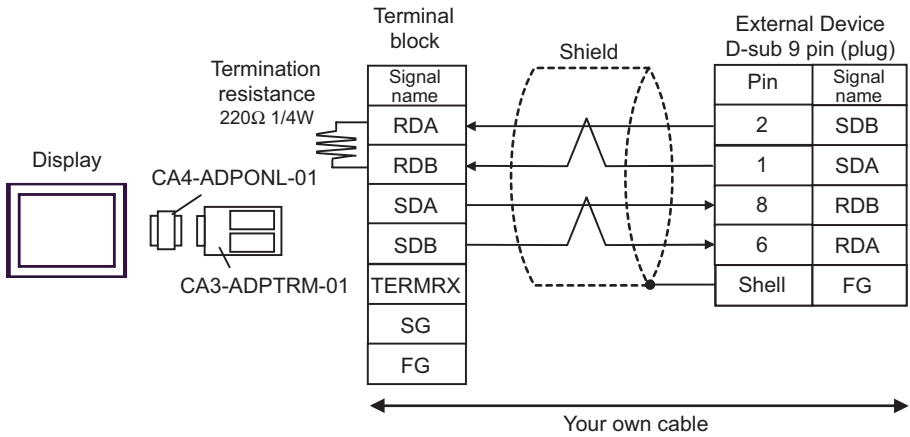 Terminal
block
External Device
D-sub 9 pin (plug)
Shield
Termination
resistance
220Ω 1/4W
Signal
name
Pin
Signal
name
RDA
2
SDB
RDB
1
SDA
Display
CA4-ADPONL-01
SDA
8
RDB
SDB
6
RDA
CA3-ADPTRM-01
TERMRX
Shell
FG
SG
FG
Your own cable